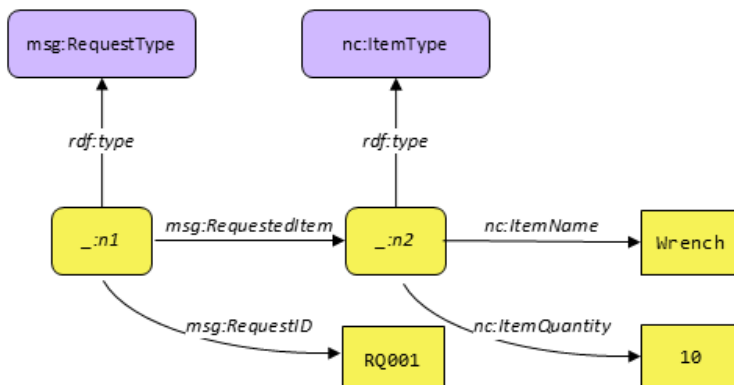 msg:RequestType
nc:ItemType
rdf:type
rdf:type
_:n1
msg:RequestedItem
_:n2
nc:ItemName
Wrench
msg:RequestID
RQ001
nc:ItemQuantity
10